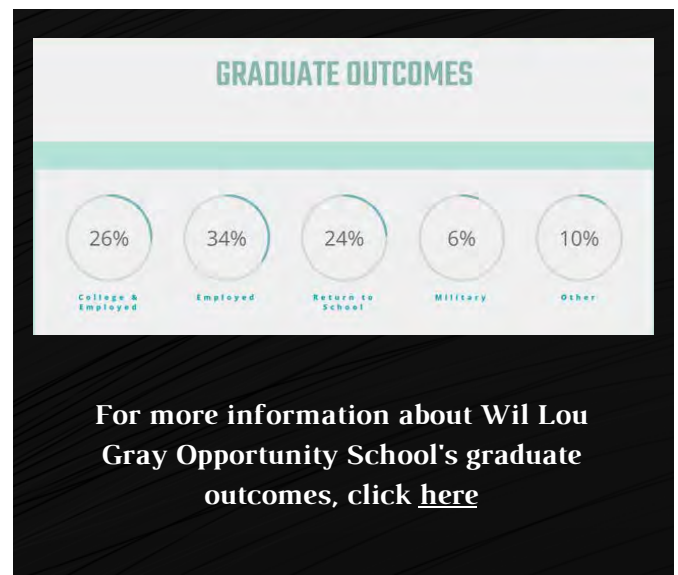 GRADUATE OUTCOMES
26%
34%
24%
6%
10%
College &
Employed
Employed
Return to
School
Military
Other
For more information about Wil Lou
Gray Opportunity School's graduate
outcomes, click here